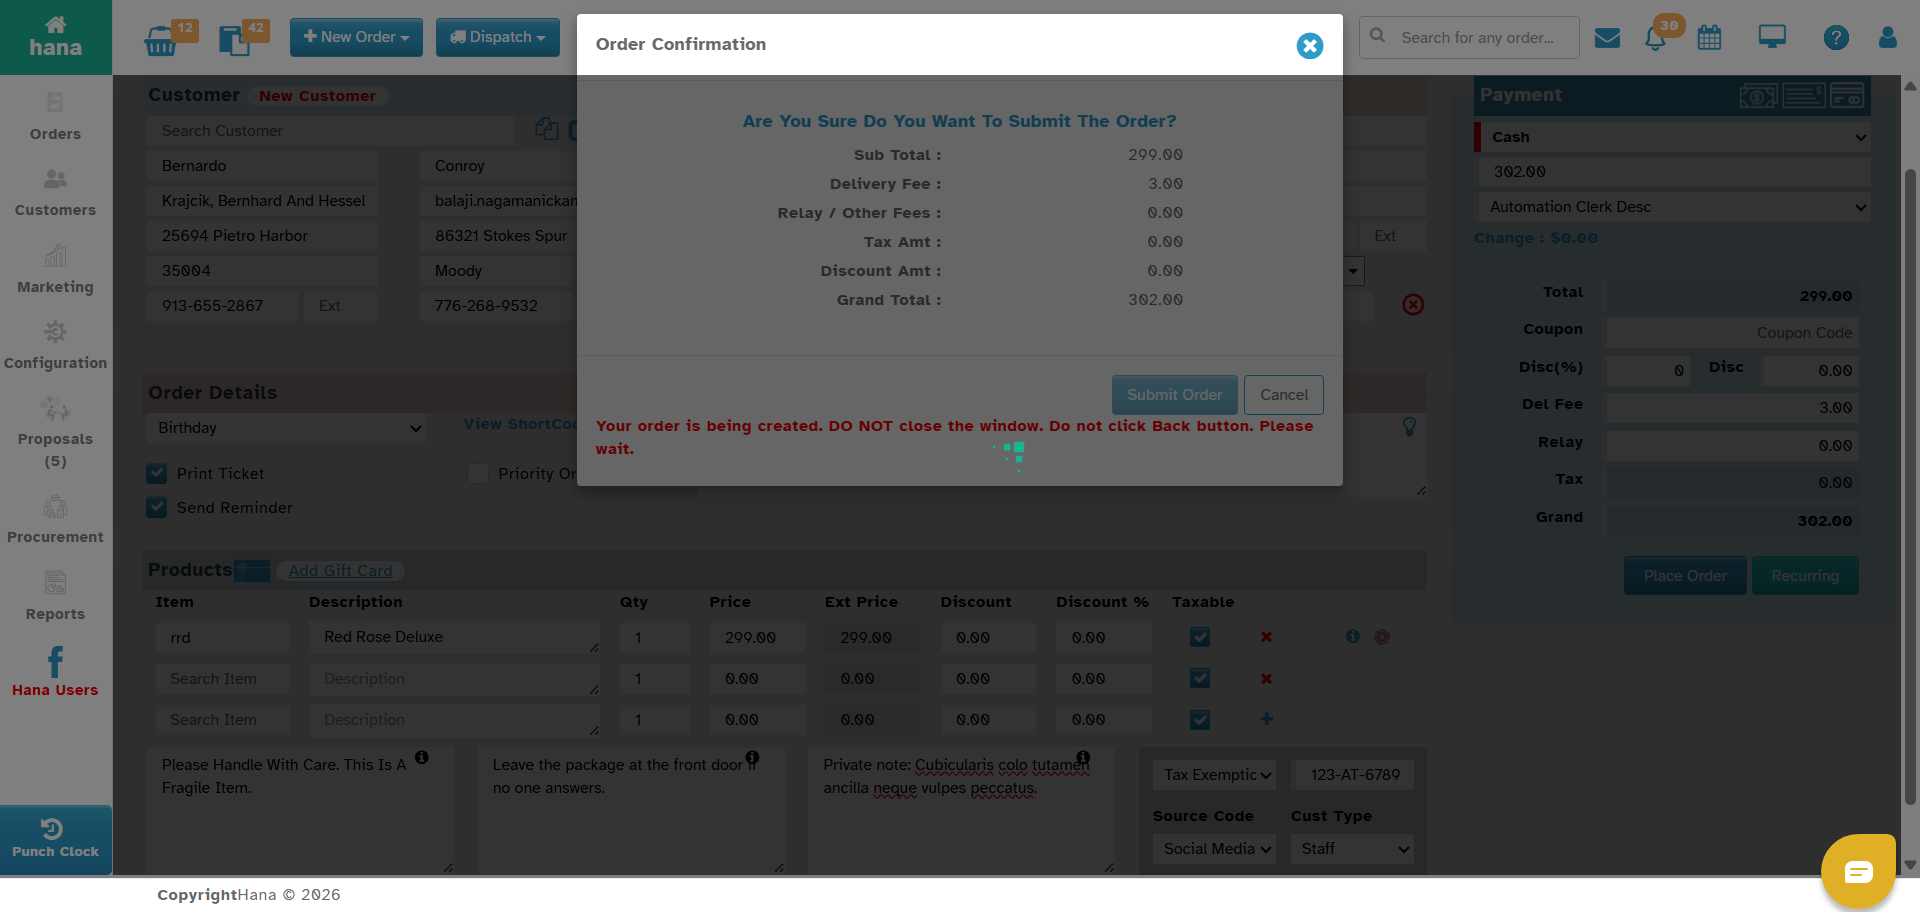 hana
12
42
New Order
Dispatch
Order Confirmation
Search for any order...
30
Orders
Customers
Marketing
Configuration
Proposals
(5)
Procurement
Reports
Hana Users
Punch Clock
Customer New Customer
Search Customer
Bernardo
Conroy
Krajcik, Bernhard And Hessel
balaji.nagamanickam
25694 Pietro Harbor
86321 Stokes Spur
Ext
35004
Moody
913-655-2867
Ext
776-268-9532
Are You Sure Do You Want To Submit The Order?
Sub Total : 299.00
Delivery Fee : 3.00
Relay / Other Fees : 0.00
Tax Amt : 0.00
Discount Amt : 0.00
Grand Total : 302.00
Submit Order
Cancel
Your order is being created. DO NOT close the window. Do not click Back button. Please
wait.
Payment
Cash
302.00
Automation Clerk Desc
Change : $0.00
Total 299.00
Coupon Coupon Code
Disc(%) 0 Disc 0.00
Del Fee 3.00
Relay 0.00
Tax 0.00
Grand 302.00
Place Order
Recurring
Order Details
Birthday
View ShortCo
Print Ticket
Priority Or
Send Reminder
Products Add Gift Card
Item Description Qty Price Ext Price Discount Discount % Taxable
rrd Red Rose Deluxe 1 299.00 299.00 0.00 0.00
Search Item Description 1 0.00 0.00 0.00 0.00
Search Item Description 1 0.00 0.00 0.00 0.00
Please Handle With Care. This Is A
Fragile Item.
Leave the package at the front door if
no one answers.
Private note: Cubicularis colo tutamen
ancilla neque vulpes peccatus.
Tax Exemptic
123-AT-6789
Source Code Cust Type
Social Media
Staff
CopyrightHana © 2026